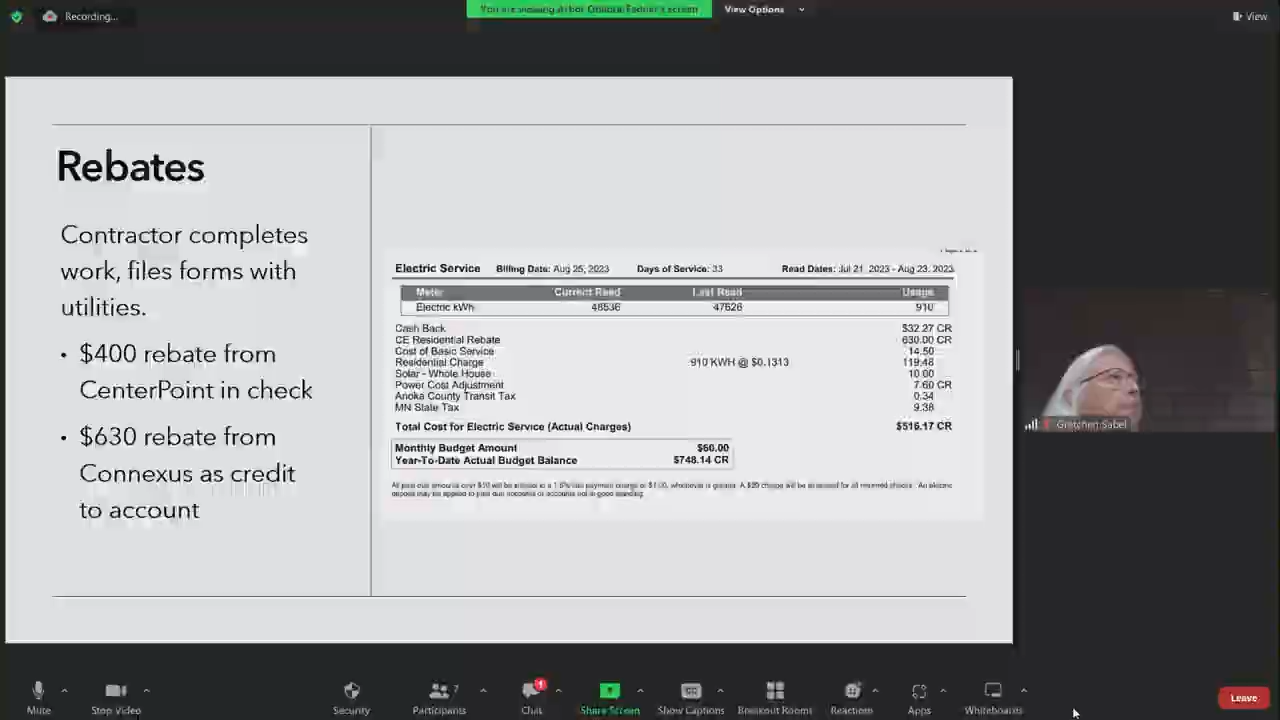 Recording...
View Options
View
Rebates
Contractor completes
work, files forms with
utilities.
• $400 rebate from
CenterPoint in check
• $630 rebate from
Connexus as credit
to account
Electric Service Billing Date: Aug 25, 2023 Days of Service: 33 Read Dates: Jul 21, 2023 - Aug 23, 2023
Meter Current Read Last Read Usage
Electric kWh 48536 47626 910
Cash Back $32.27 CR
CE Residential Rebate 630.00 CR
Cost of Basic Service 14.50
Residential Charge 910 KWH @ $0.1313 119.48
Solar - Whole House 10.00
Power Cost Adjustment 7.60 CR
Anoka County Transit Tax 0.34
MN State Tax 9.38
Total Cost for Electric Service (Actual Charges) $516.17 CR
Monthly Budget Amount $60.00
Year-To-Date Actual Budget Balance $748.14 CR
Gretchen Sabel
Mute
Stop Video
Security
7
Participants
1
Chat
Share Screen
CC
Show Captions
Breakout Rooms
Reactions
Apps
Whiteboards
Leave